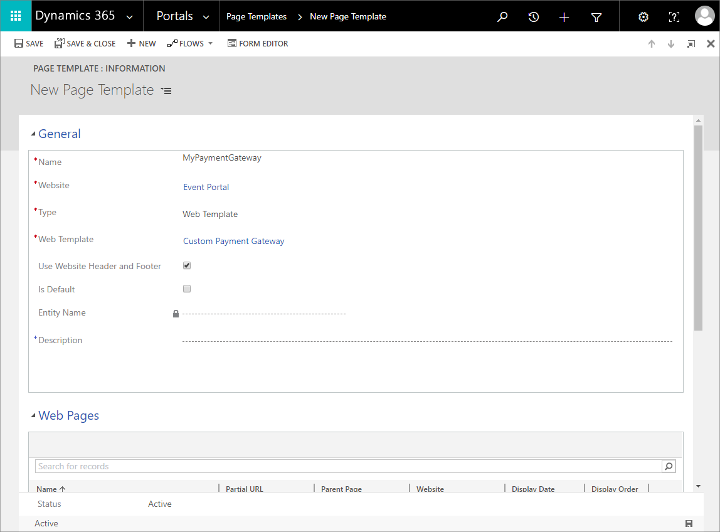 Dynamics 365 Portals Page Templates > New Page Template
SAVE SAVE & CLOSE + NEW FLOWS FORM EDITOR
PAGE TEMPLATE : INFORMATION
New Page Template
General
*Name MyPaymentGateway
*Website Event Portal
*Type Web Template
*Web Template Custom Payment Gateway
Use Website Header and Footer
Is Default
Entity Name
*Description
Web Pages
Search for records
Name ↑ Partial URL Parent Page Website Display Date Display Order
Status Active
Active